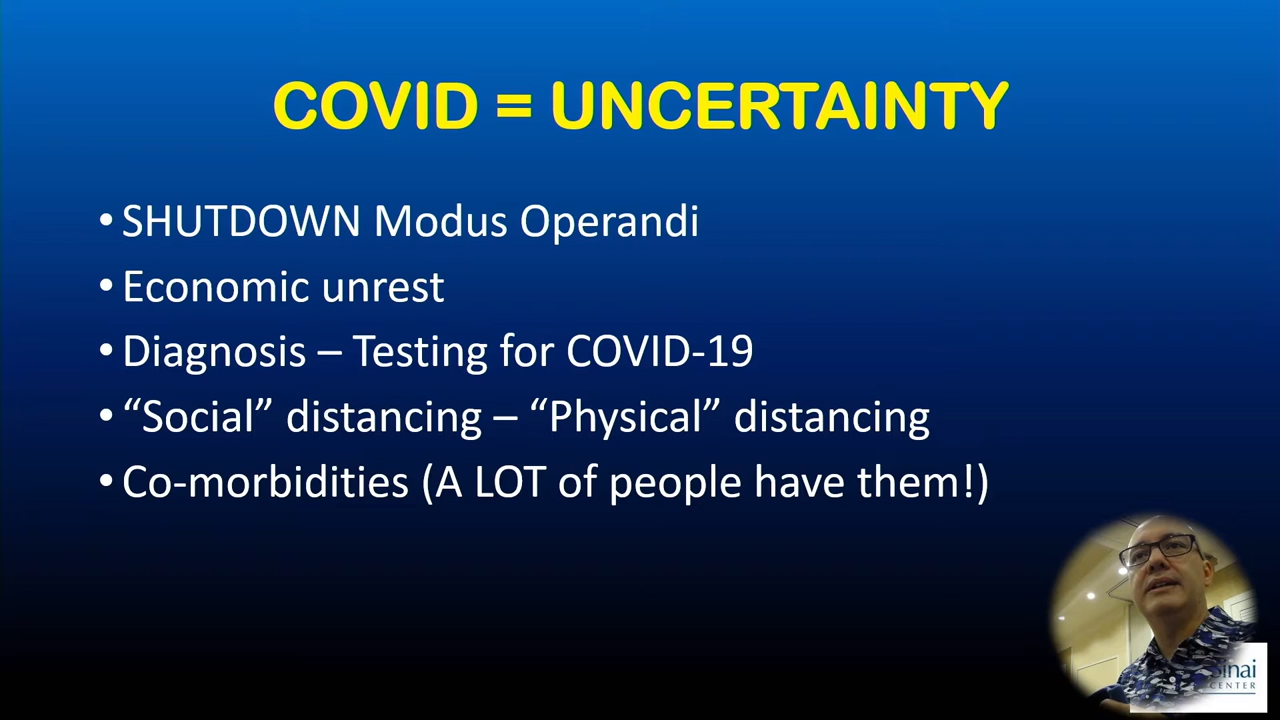 COVID = UNCERTAINTY
•SHUTDOWN Modus Operandi
•Economic unrest
•Diagnosis – Testing for COVID-19
•“Social” distancing – “Physical” distancing
•Co-morbidities (A LOT of people have them!)
CENTER